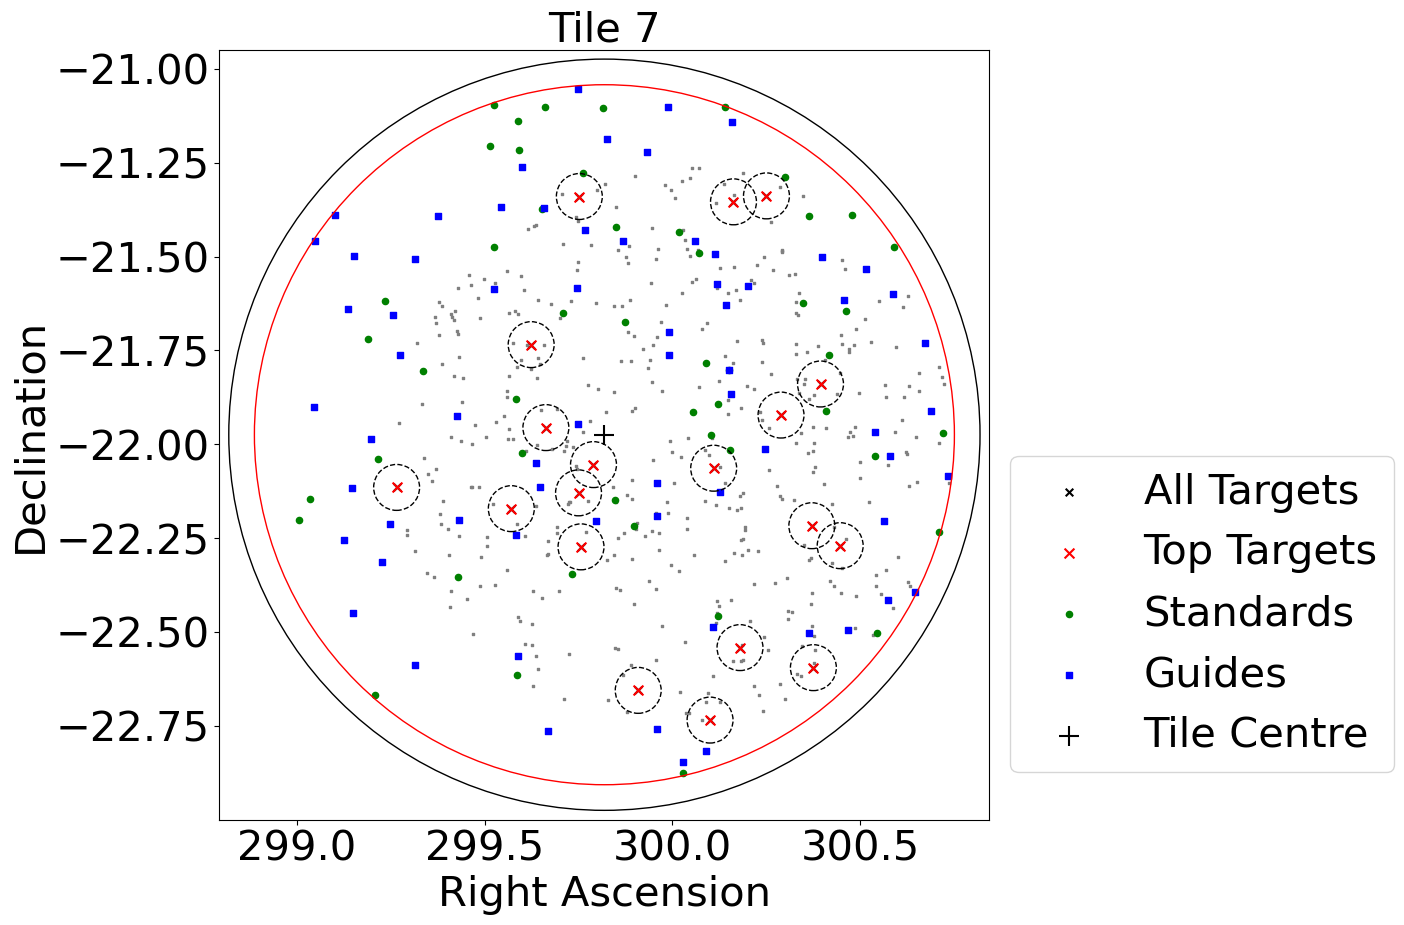 Tile 7
−21.00
−21.25
−21.50
−21.75
−22.00
−22.25
−22.50
−22.75
Declination
299.0 299.5 300.0 300.5
Right Ascension
All Targets
Top Targets
Standards
Guides
Tile Centre